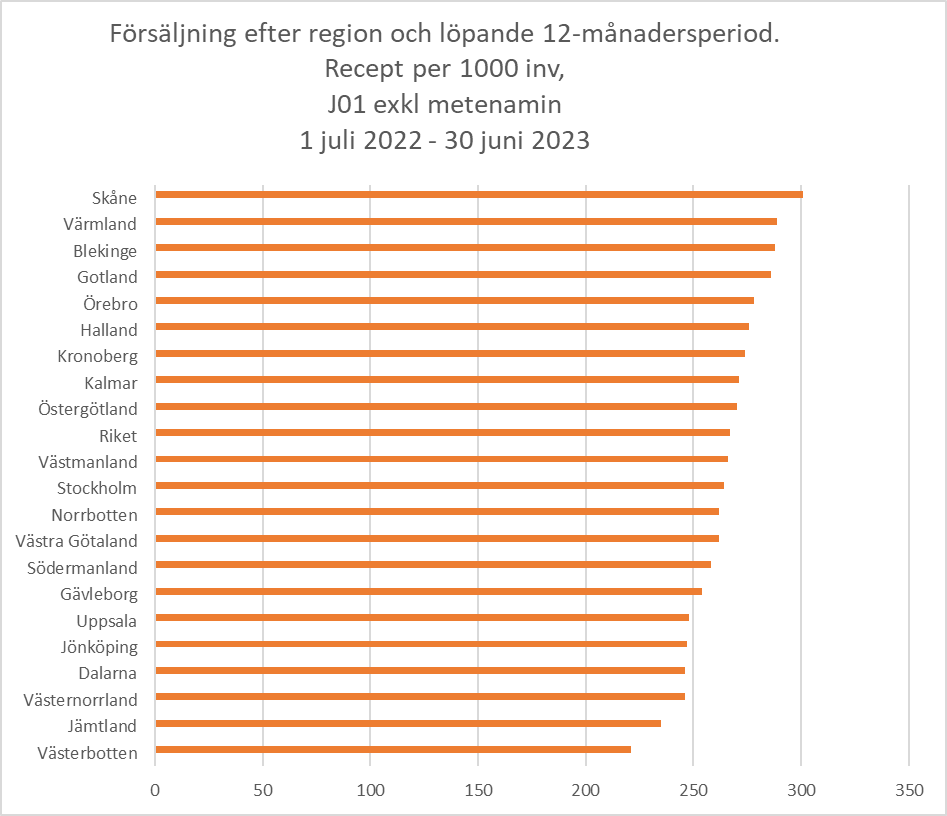 Försäljning efter region och löpande 12-månadersperiod.
Recept per 1000 inv,
J01 exkl metenamin
1 juli 2022 - 30 juni 2023
Skåne
Värmland
Blekinge
Gotland
Örebro
Halland
Kronoberg
Kalmar
Östergötland
Riket
Västmanland
Stockholm
Norrbotten
Västra Götaland
Södermanland
Gävleborg
Uppsala
Jönköping
Dalarna
Västernorrland
Jämtland
Västerbotten
0 50 100 150 200 250 300 350